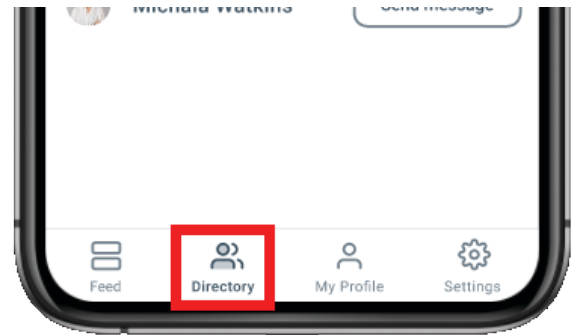 Michala Watkins
Send message
Feed
Directory
My Profile
Settings